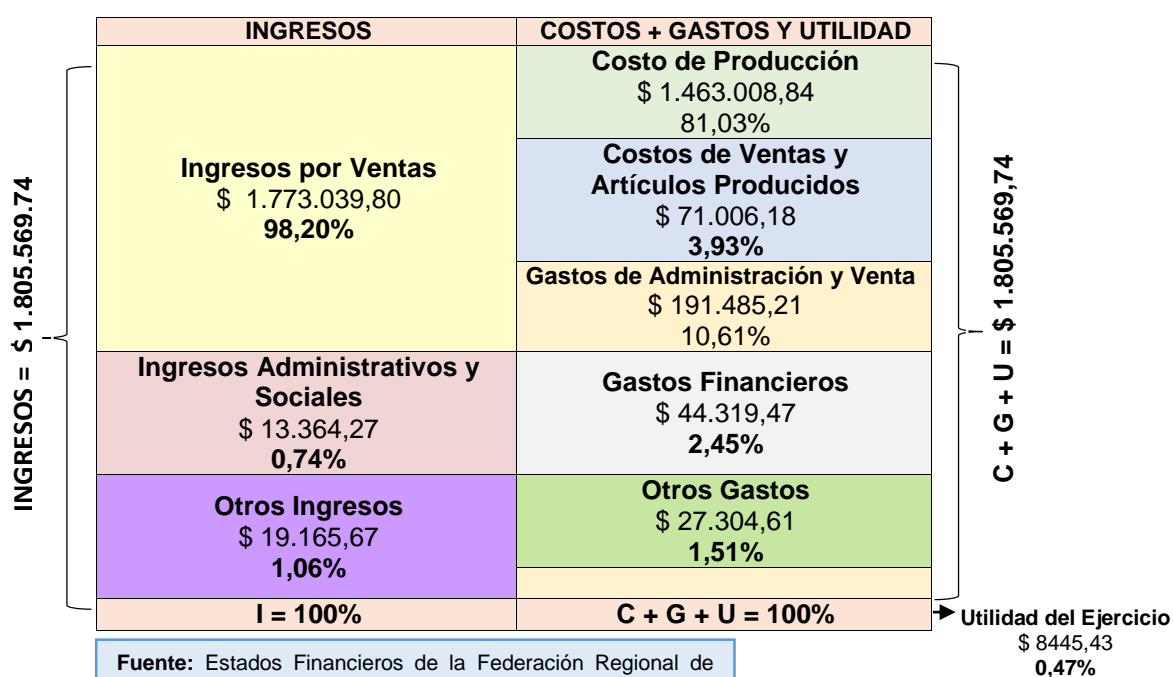 INGRESOS
COSTOS + GASTOS Y UTILIDAD
INGRESOS = $ 1.805.569.74
Ingresos por Ventas
$ 1.773.039,80
98,20%
Ingresos Administrativos y
Sociales
$ 13.364,27
0,74%
Otros Ingresos
$ 19.165,67
1,06%
I = 100%
Costo de Producción
$ 1.463.008,84
81,03%
Costos de Ventas y
Artículos Producidos
$ 71.006,18
3,93%
Gastos de Administración y Venta
$ 191.485,21
10,61%
Gastos Financieros
$ 44.319,47
2,45%
Otros Gastos
$ 27.304,61
1,51%
C + G + U = 100%
C + G + U = $ 1.805.569,74
Utilidad del Ejercicio
$ 8445,43
0,47%
Fuente: Estados Financieros de la Federación Regional de